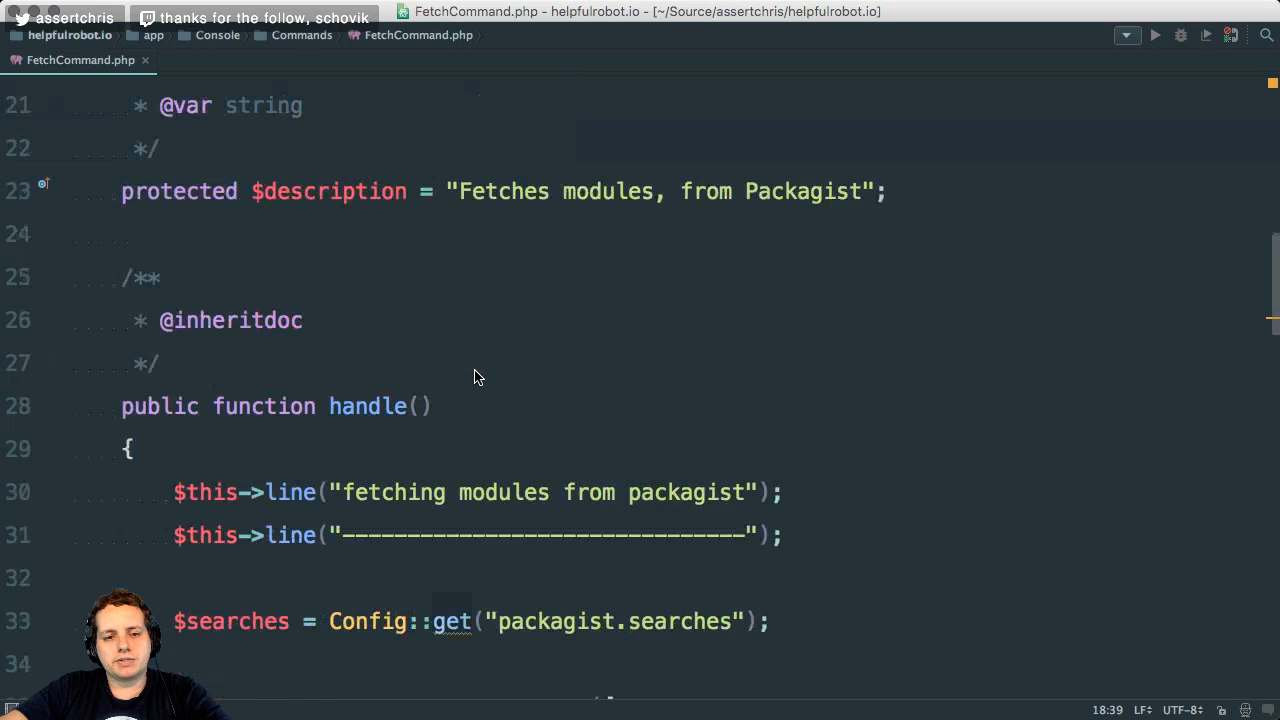 assertchris
thanks for the follow, schovik
FetchCommand.php - helpfulrobot.io - [~/Source/assertchris/helpfulrobot.io]
helpfulrobot.io
app
Console
Commands
FetchCommand.php
FetchCommand.php ×
21 * @var string
22 */
23 protected $description = "Fetches modules, from Packagist";
24
25 /**
26 * @inheritdoc
27 */
28 public function handle()
29 {
30 $this->line("fetching modules from packagist");
31 $this->line("-------------------------------");
32
33 $searches = Config::get("packagist.searches");
34
18:39 LF÷ UTF-8÷